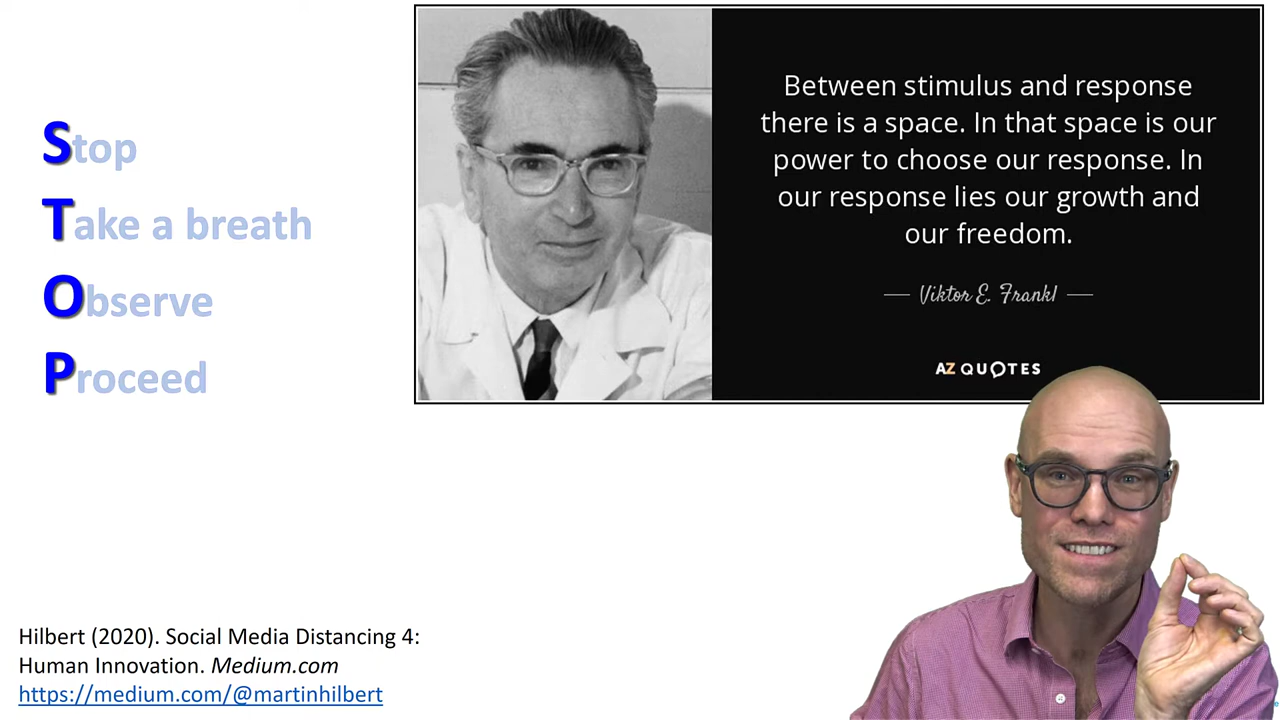 Stop
Take a breath
Observe
Proceed
Between stimulus and response
there is a space. In that space is our
power to choose our response. In
our response lies our growth and
our freedom.
Viktor E. Frankl
AZ QUOTES
Hilbert (2020). Social Media Distancing 4:
Human Innovation. Medium.com
https://medium.com/@martinhilbert